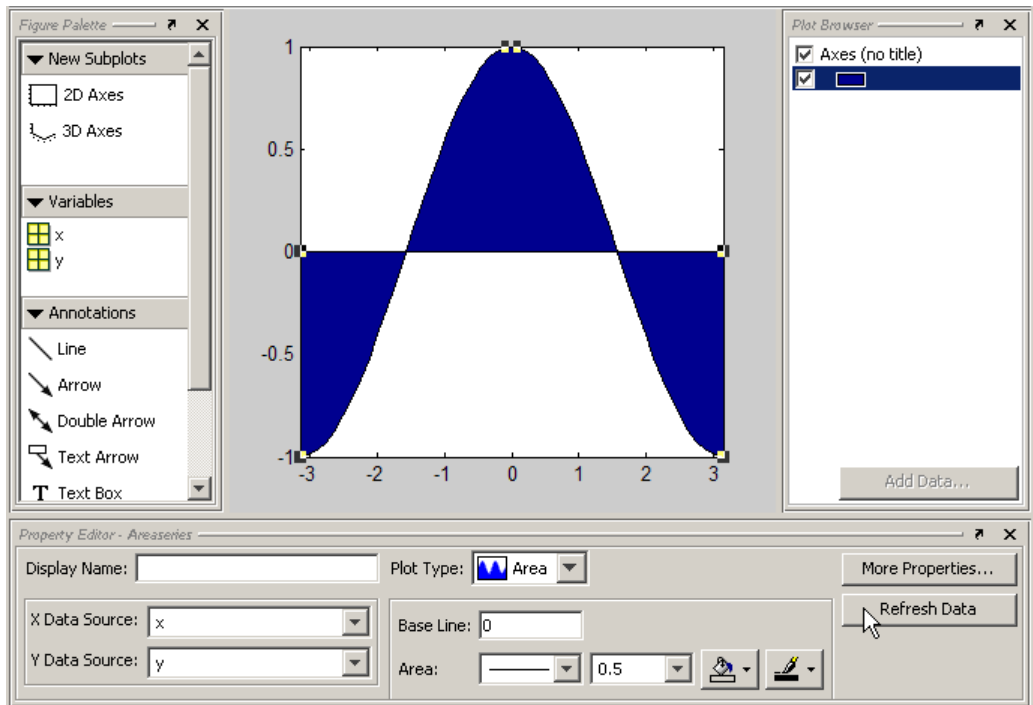 Figure Palette
New Subplots
2D Axes
3D Axes
Variables
x
y
Annotations
Line
Arrow
Double Arrow
Text Arrow
T Text Box
1
0.5
0
-0.5
-1
-3 -2 -1 0 1 2 3
Plot Browser
Axes (no title)
Add Data...
Property Editor - Areaseries
Display Name:
Plot Type: Area
More Properties...
X Data Source: x
Base Line: 0
Refresh Data
Y Data Source: y
Area: 0.5